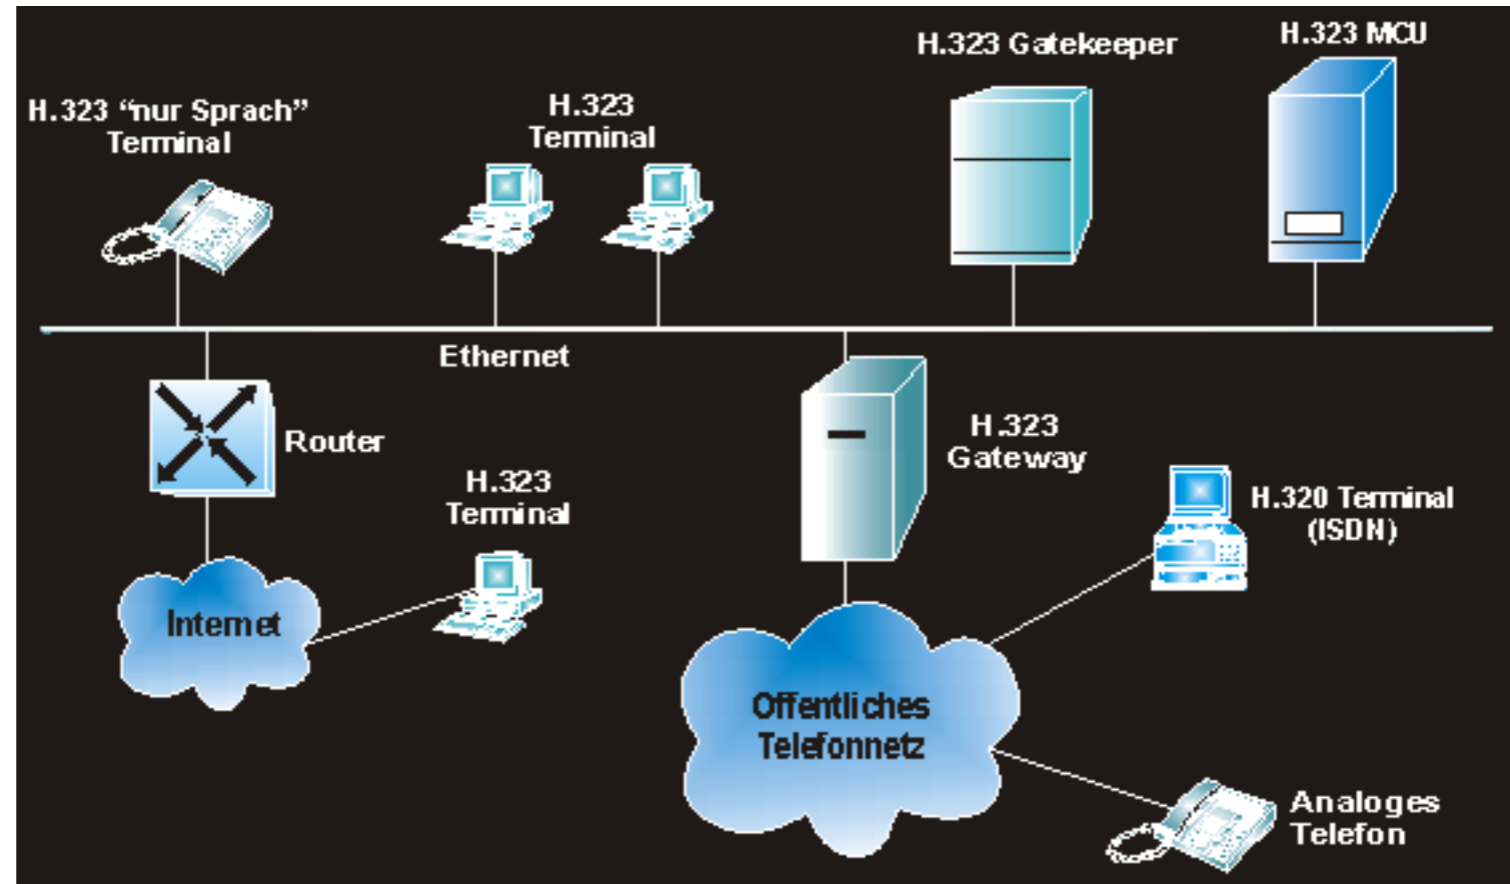 H.323 Gatekeeper
H.323 MCU
H.323 “nur Sprach”
Terminal
H.323
Terminal
Ethernet
Router
H.323
Gateway
H.323
Terminal
H.320 Terminal
(ISDN)
Internet
Offentliches
Telefonnetz
Analoges
Telefon